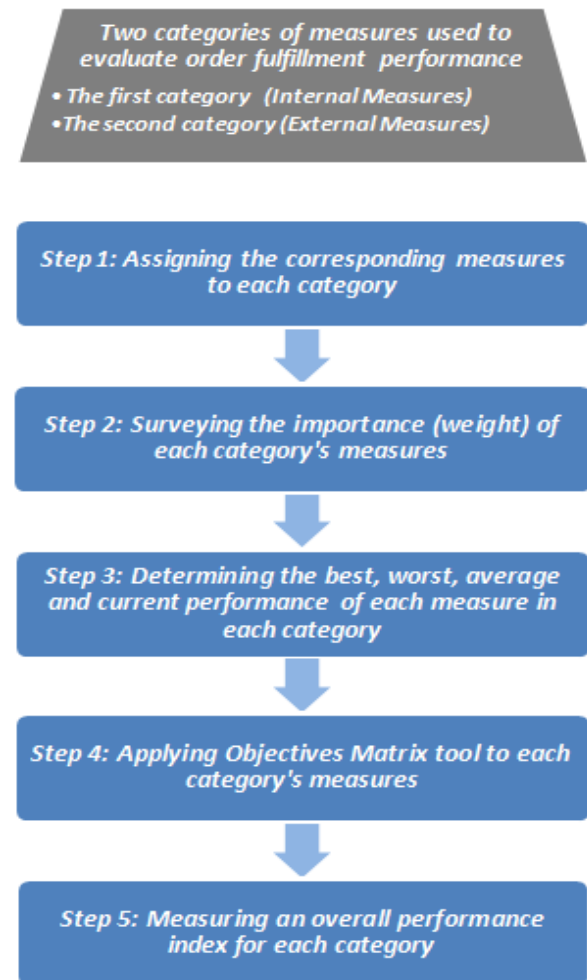 Two categories of measures used to
evaluate order fulfillment performance
• The first category (Internal Measures)
•The second category (External Measures)
Step 1: Assigning the corresponding measures
to each category
Step 2: Surveying the importance (weight) of
each category's measures
Step 3: Determining the best, worst, average
and current performance of each measure in
each category
Step 4: Applying Objectives Matrix tool to each
category's measures
Step 5: Measuring an overall performance
index for each category